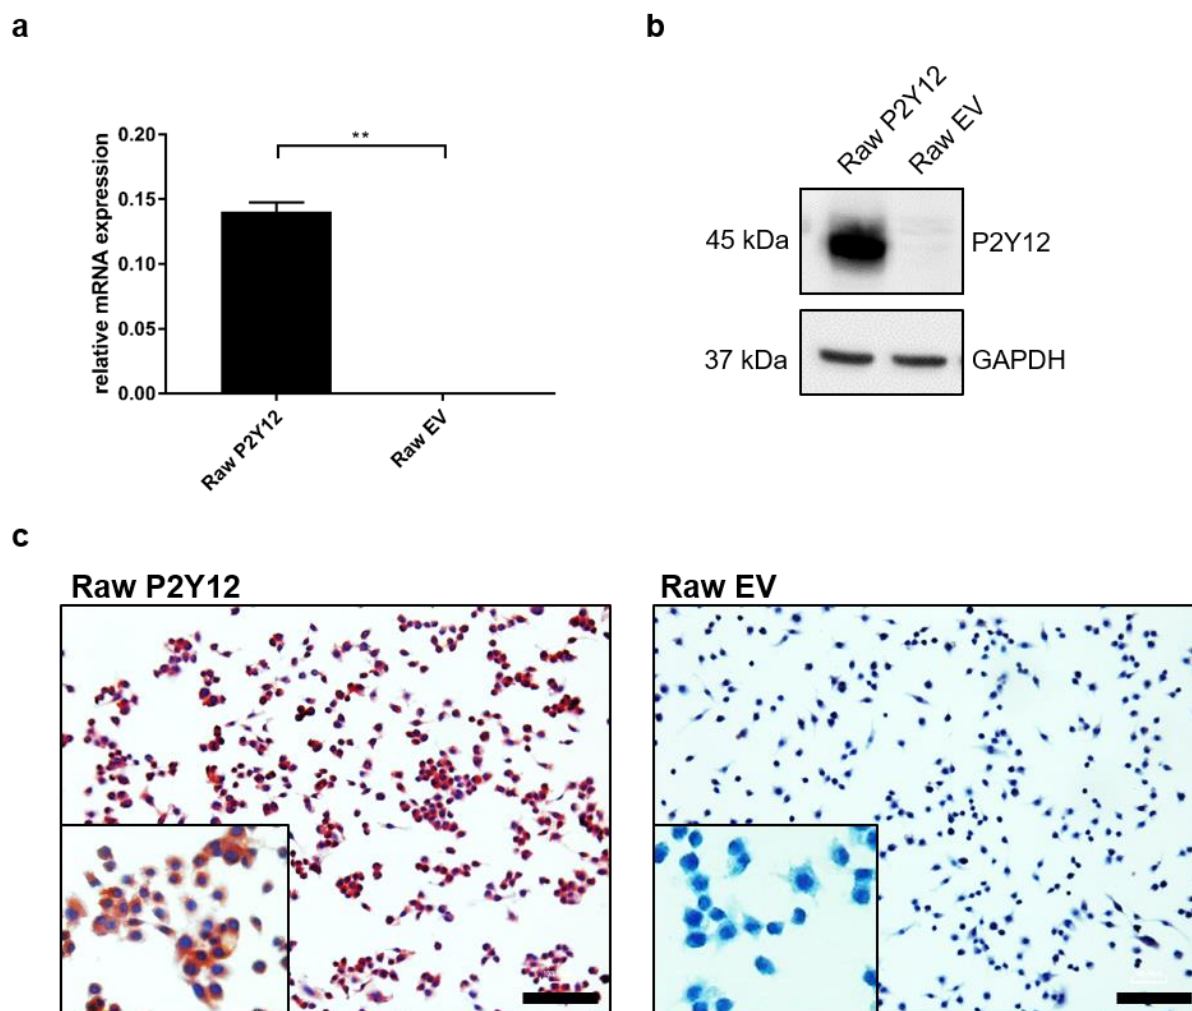 a
b
**
0.20
0.15
0.10
0.05
0.00
relative mRNA expression
Raw P2Y12
Raw EV
Raw P2Y12
Raw EV
45 kDa
P2Y12
37 kDa
GAPDH
c
Raw P2Y12
Raw EV